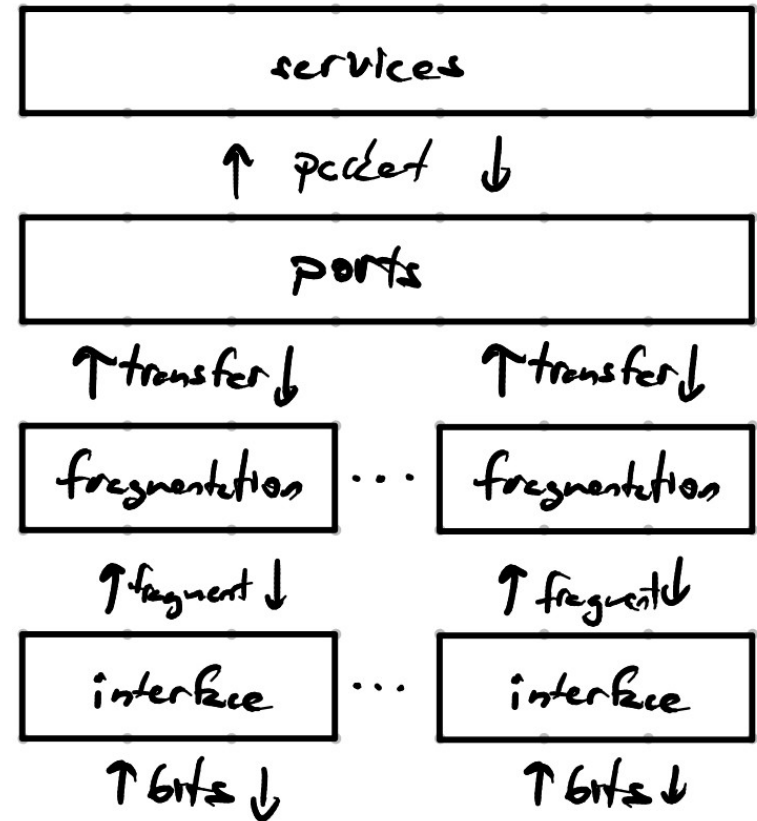 services
↑ packet ↓
ports
↑ transfer ↓ ↑ transfer ↓
fragmentation ... fragmentation
↑ fragment ↓ ↑ fragment ↓
interface ... interface
↑ bits ↓ ↑ bits ↓